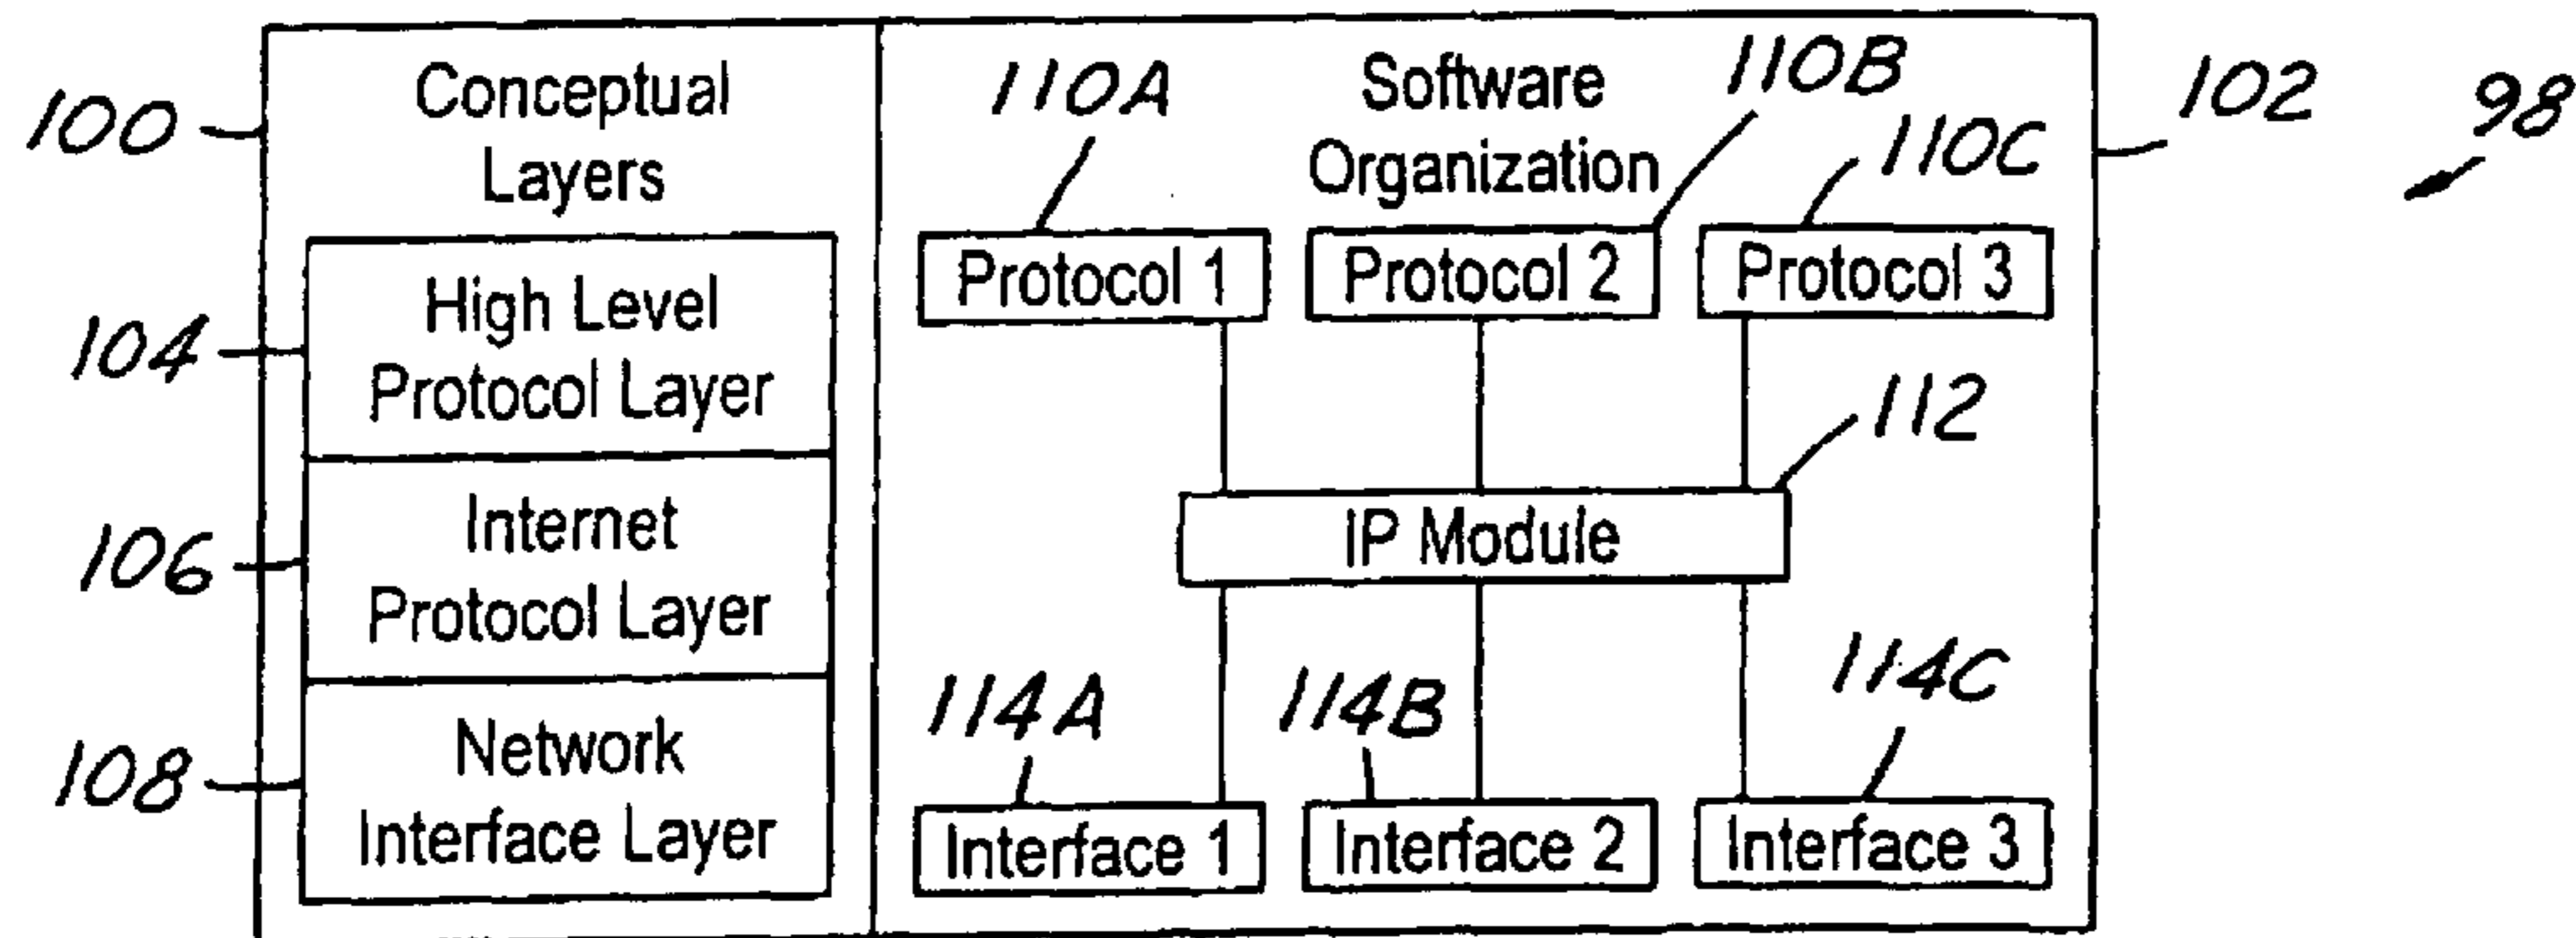 100
Conceptual
Layers
104
High Level
Protocol Layer
106
Internet
Protocol Layer
108
Network
Interface Layer
Software
Organization
110A
110B
110C
102
98
Protocol 1
Protocol 2
Protocol 3
112
IP Module
114A
114B
114C
Interface 1
Interface 2
Interface 3